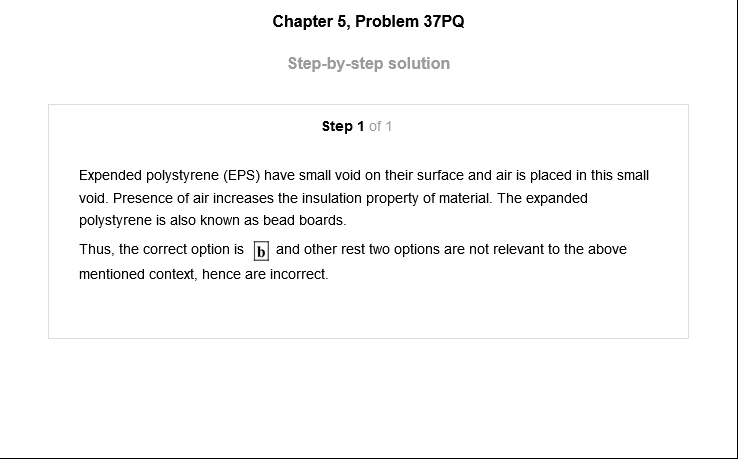 Chapter 5, Problem 37PQ
Step-by-step solution
Step 1 of 1
Expended polystyrene (EPS) have small void on their surface and air is placed in this small
void. Presence of air increases the insulation property of material. The expanded
polystyrene is also known as bead boards.
Thus, the correct option is b and other rest two options are not relevant to the above
mentioned context, hence are incorrect.